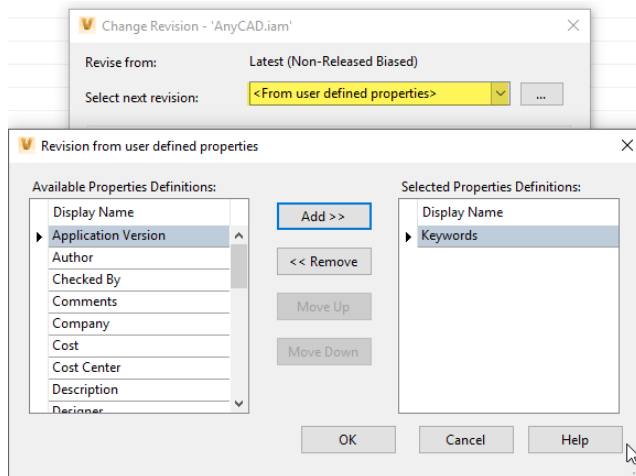 Change Revision - 'AnyCAD.iam'
Revise from: Latest (Non-Released Biased)
Select next revision: <From user defined properties> ...
Revision from user defined properties
Available Properties Definitions:
Display Name
Application Version
Author
Checked By
Comments
Company
Cost
Cost Center
Description
Designer
Add >>
<< Remove
Move Up
Move Down
Selected Properties Definitions:
Display Name
Keywords
OK Cancel Help